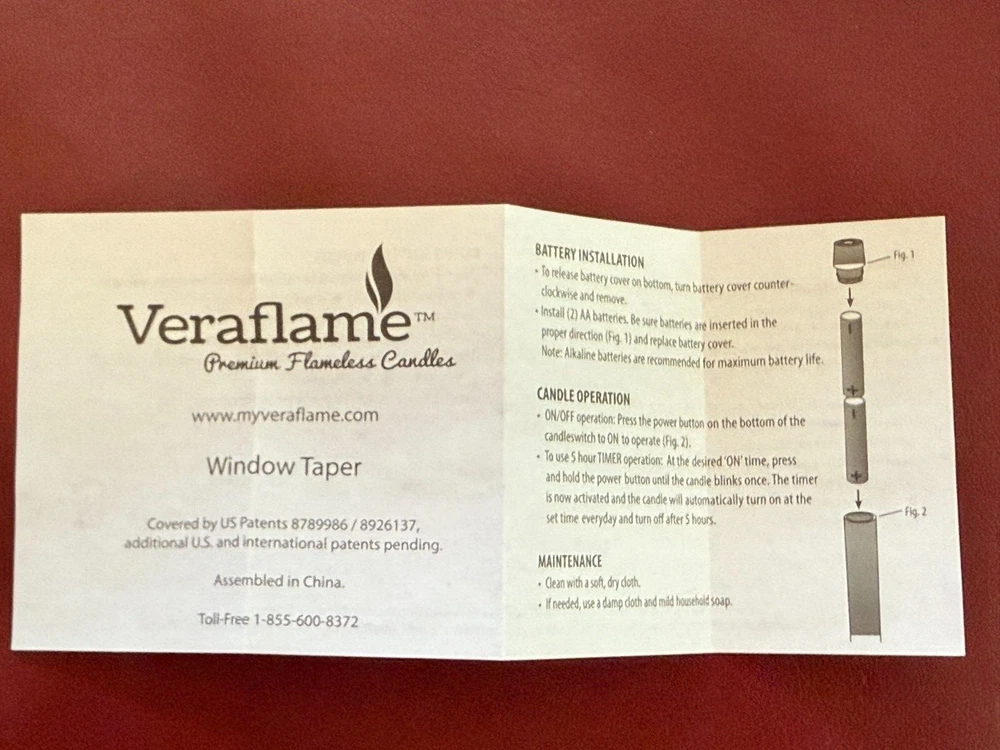 Veraflame™
Premium Flameless Candles
www.myveraflame.com
Window Taper
Covered by US Patents 8789986 / 8926137,
additional U.S. and international patents pending.
Assembled in China.
Toll-Free 1-855-600-8372
BATTERY INSTALLATION
• To release battery cover on bottom, turn battery cover counter-
clockwise and remove.
• Install (2) AA batteries. Be sure batteries are inserted in the
proper direction (Fig. 1) and replace battery cover.
Note: Alkaline batteries are recommended for maximum battery life.
CANDLE OPERATION
• ON/OFF operation: Press the power button on the bottom of the
candleswitch to ON to operate (Fig. 2).
• To use 5 hour TIMER operation: At the desired 'ON' time, press
and hold the power button until the candle blinks once. The timer
is now activated and the candle will automatically turn on at the
set time everyday and turn off after 5 hours.
MAINTENANCE
• Clean with a soft, dry cloth.
• If needed, use a damp cloth and mild household soap.
Fig. 1
–
+
–
+
Fig. 2